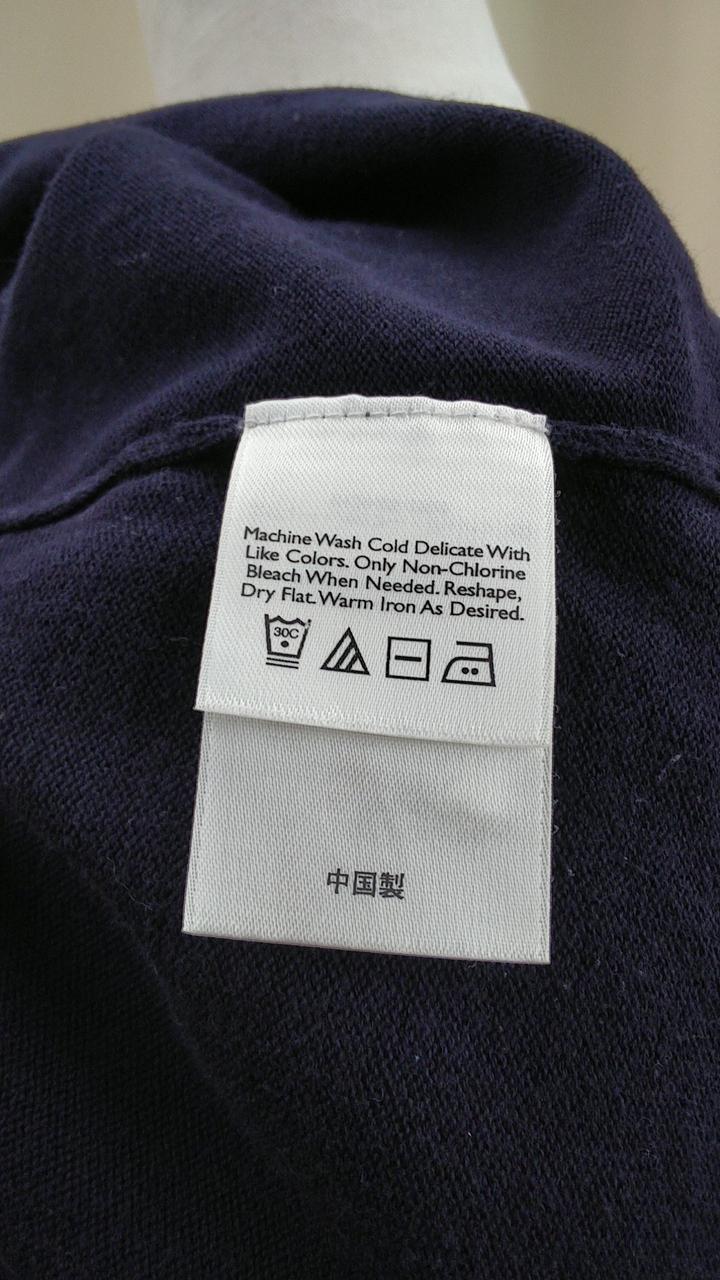 Machine Wash Cold Delicate With
Like Colors. Only Non-Chlorine
Bleach When Needed. Reshape,
Dry Flat. Warm Iron As Desired.
30C
中国製